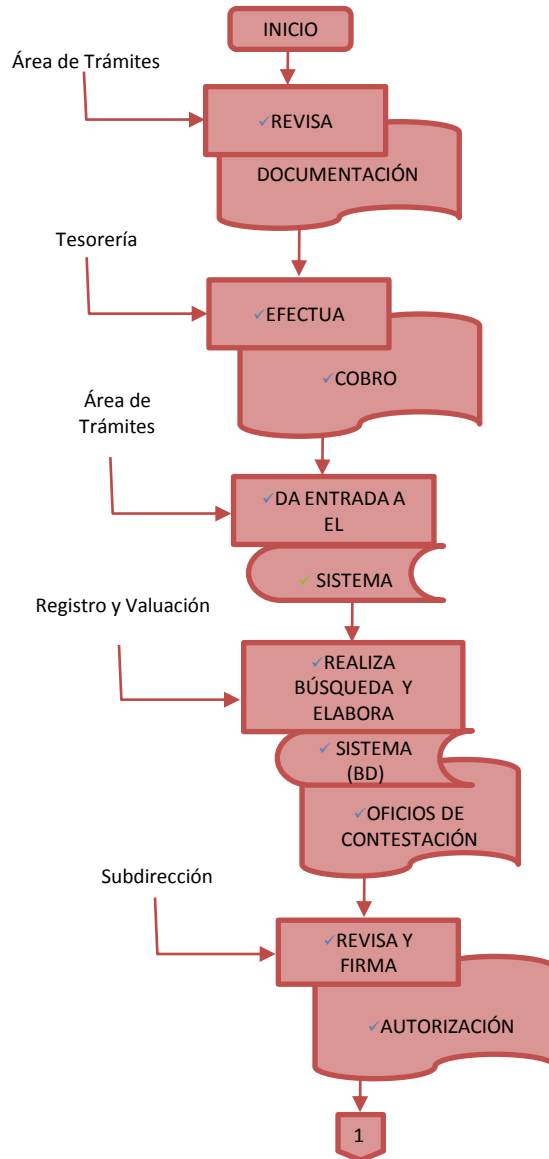 INICIO
Área de Trámites
✓REVISA
DOCUMENTACIÓN
Tesorería
✓EFECTUA
✓COBRO
Área de
Trámites
✓DA ENTRADA A
EL
✓ SISTEMA
Registro y Valuación
✓REALIZA
BÚSQUEDA Y
ELABORA
✓ SISTEMA
(BD)
✓OFICIOS DE
CONTESTACIÓN
Subdirección
✓REVISA Y
FIRMA
✓AUTORIZACIÓN
1